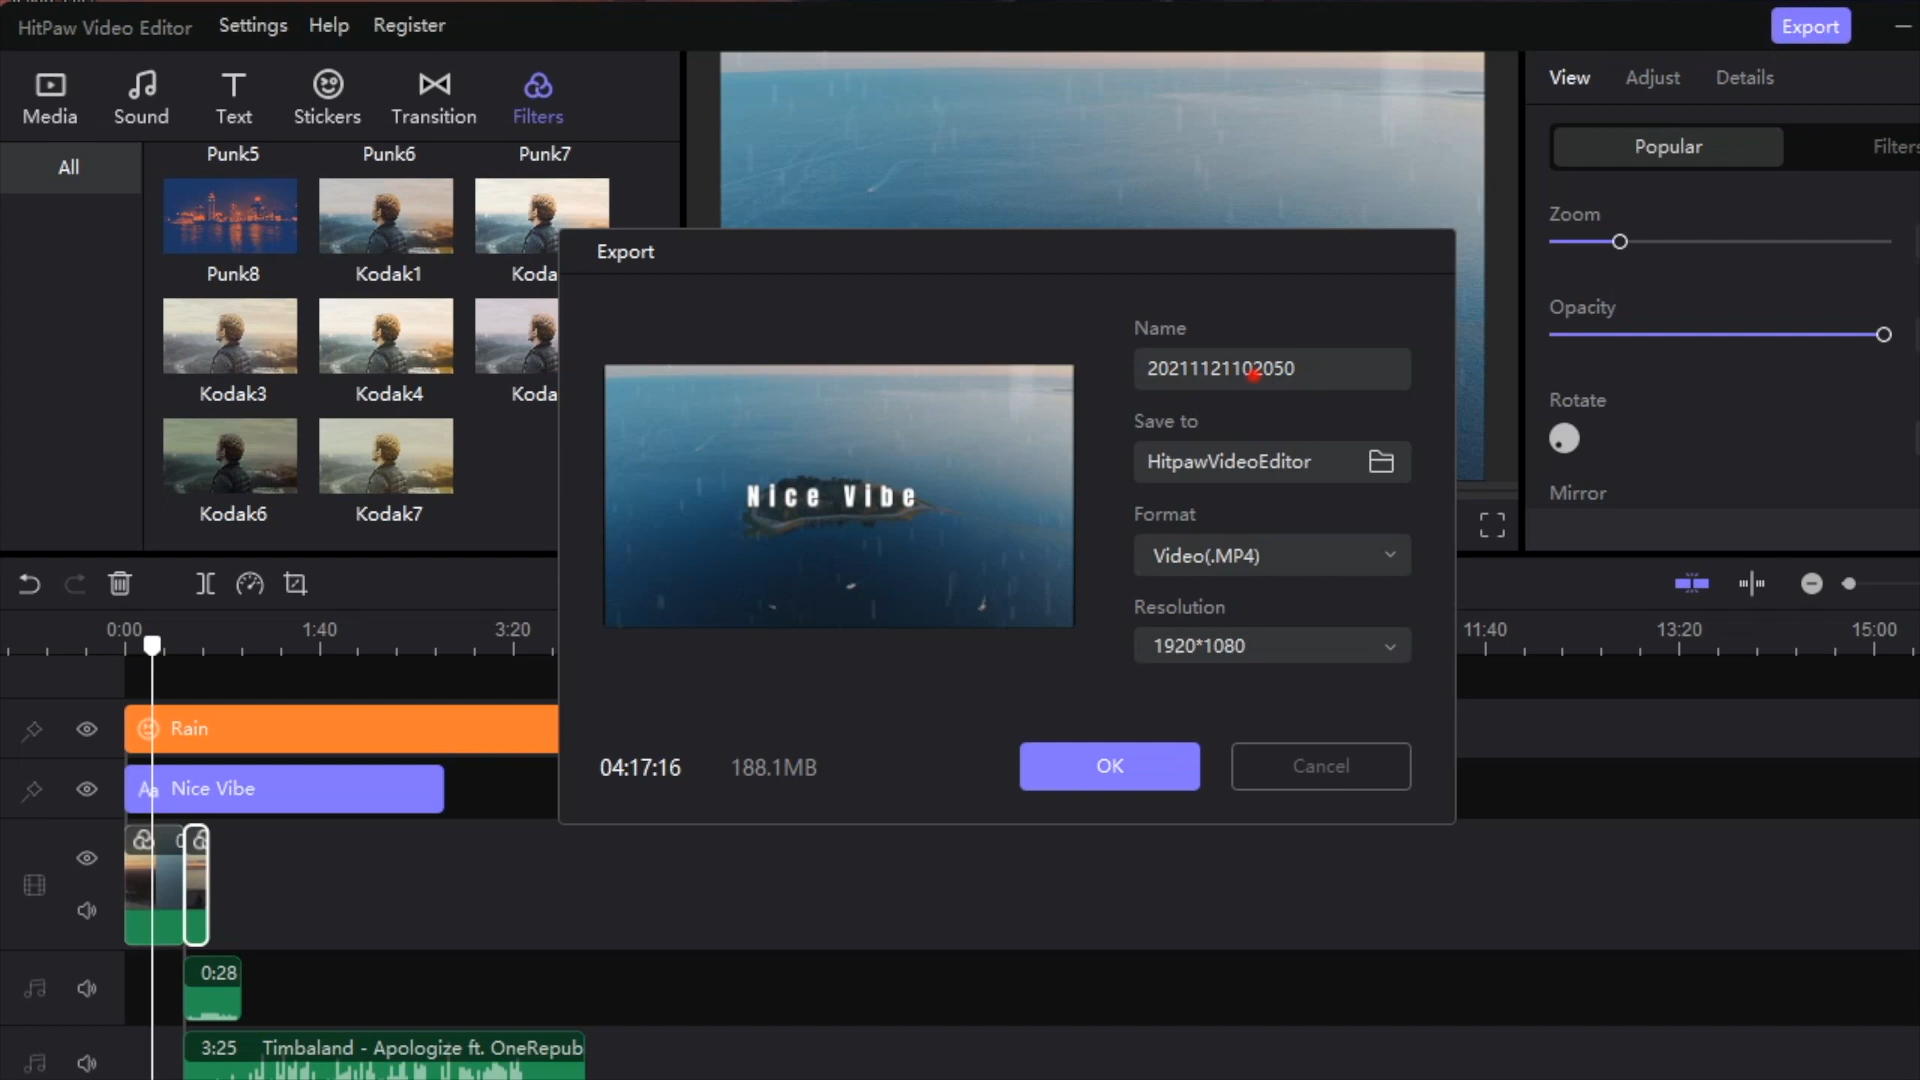 HitPaw Video Editor
Settings
Help
Register
Export
Media
Sound
Text
Stickers
Transition
Filters
View
Adjust
Details
All
Punk5
Punk6
Punk7
Punk8
Kodak1
Koda
Kodak3
Kodak4
Koda
Kodak6
Kodak7
Popular
Filters
Zoom
Opacity
Rotate
Mirror
Export
Nice Vibe
Name
20211121102050
Save to
HitpawVideoEditor
Format
Video(.MP4)
Resolution
1920*1080
04:17:16
188.1MB
OK
Cancel
0:00
1:40
3:20
11:40
13:20
15:00
Rain
Aa Nice Vibe
0:28
3:25 Timbaland - Apologize ft. OneRepub